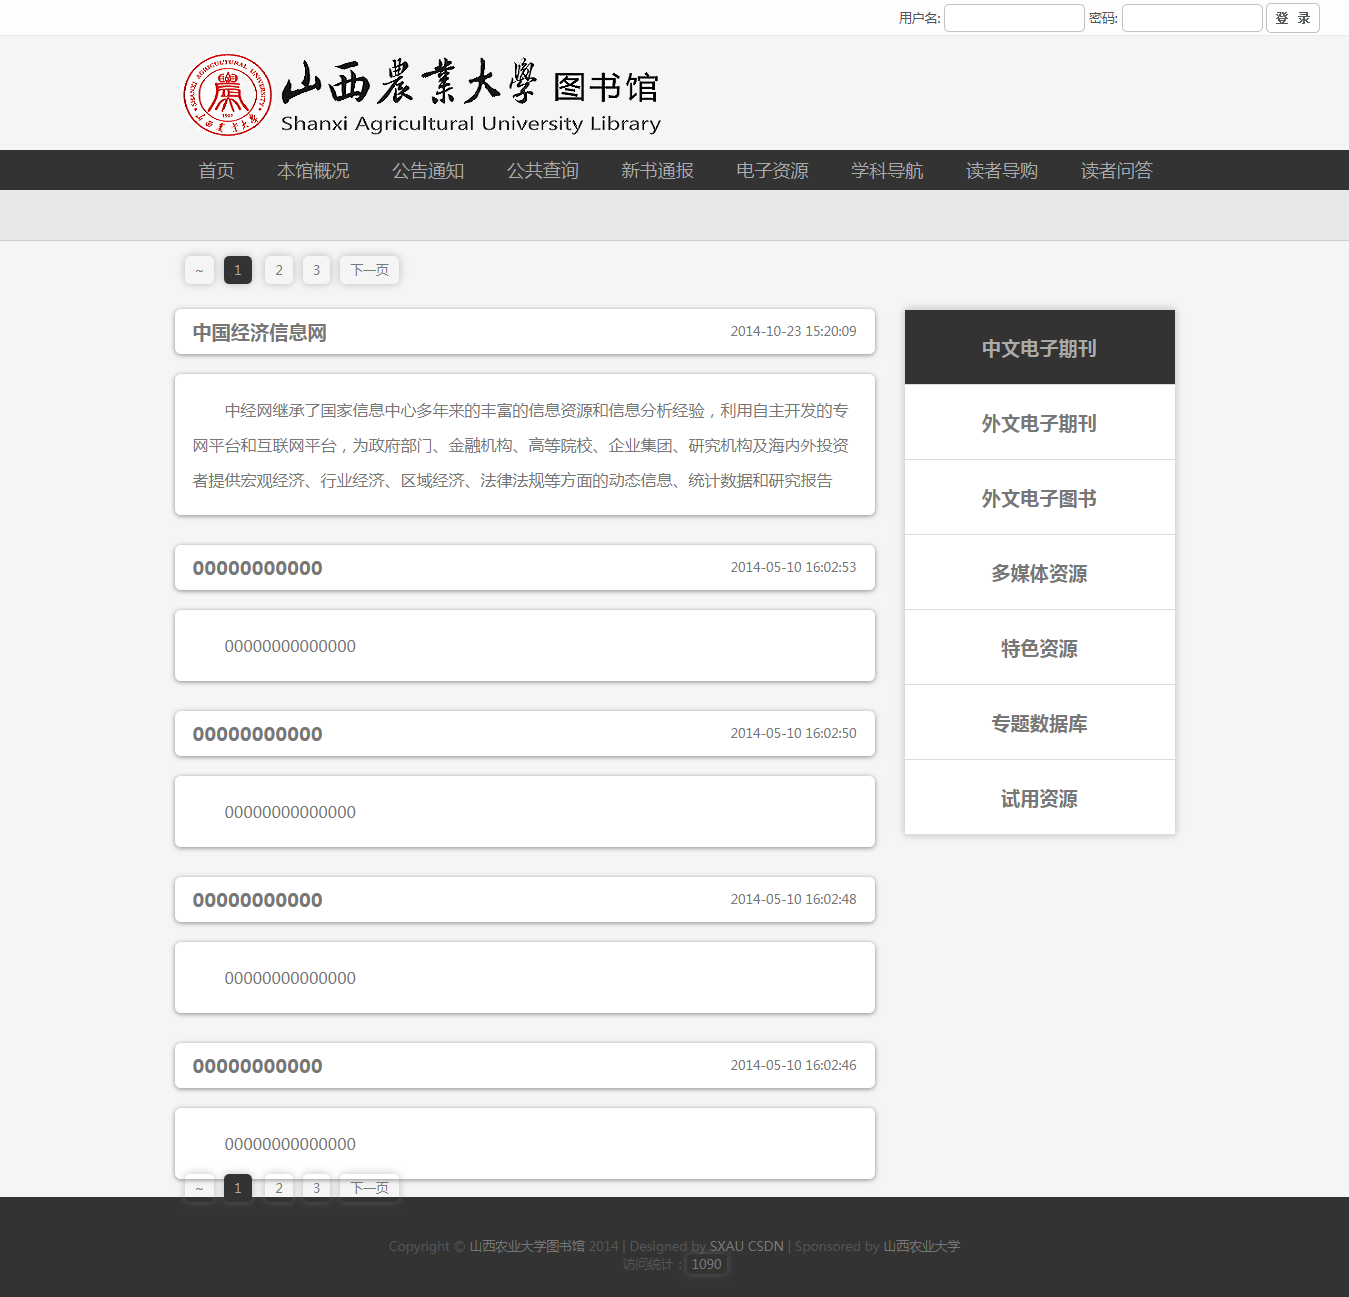 用户名: 密码: 登 录
SHANXI AGRICULTURAL UNIVERSITY
1907
山西农业大学
山西農業大學 图书馆
Shanxi Agricultural University Library
首页 本馆概况 公告通知 公共查询 新书通报 电子资源 学科导航 读者导购 读者问答
~ 1 2 3 下一页
中国经济信息网 2014-10-23 15:20:09
中经网继承了国家信息中心多年来的丰富的信息资源和信息分析经验，利用自主开发的专
网平台和互联网平台，为政府部门、金融机构、高等院校、企业集团、研究机构及海内外投资
者提供宏观经济、行业经济、区域经济、法律法规等方面的动态信息、统计数据和研究报告
00000000000 2014-05-10 16:02:53
00000000000000
00000000000 2014-05-10 16:02:50
00000000000000
00000000000 2014-05-10 16:02:48
00000000000000
00000000000 2014-05-10 16:02:46
00000000000000
~ 1 2 3 下一页
中文电子期刊
外文电子期刊
外文电子图书
多媒体资源
特色资源
专题数据库
试用资源
Copyright © 山西农业大学图书馆 2014 | Designed by SXAU CSDN | Sponsored by 山西农业大学
访问统计：1090